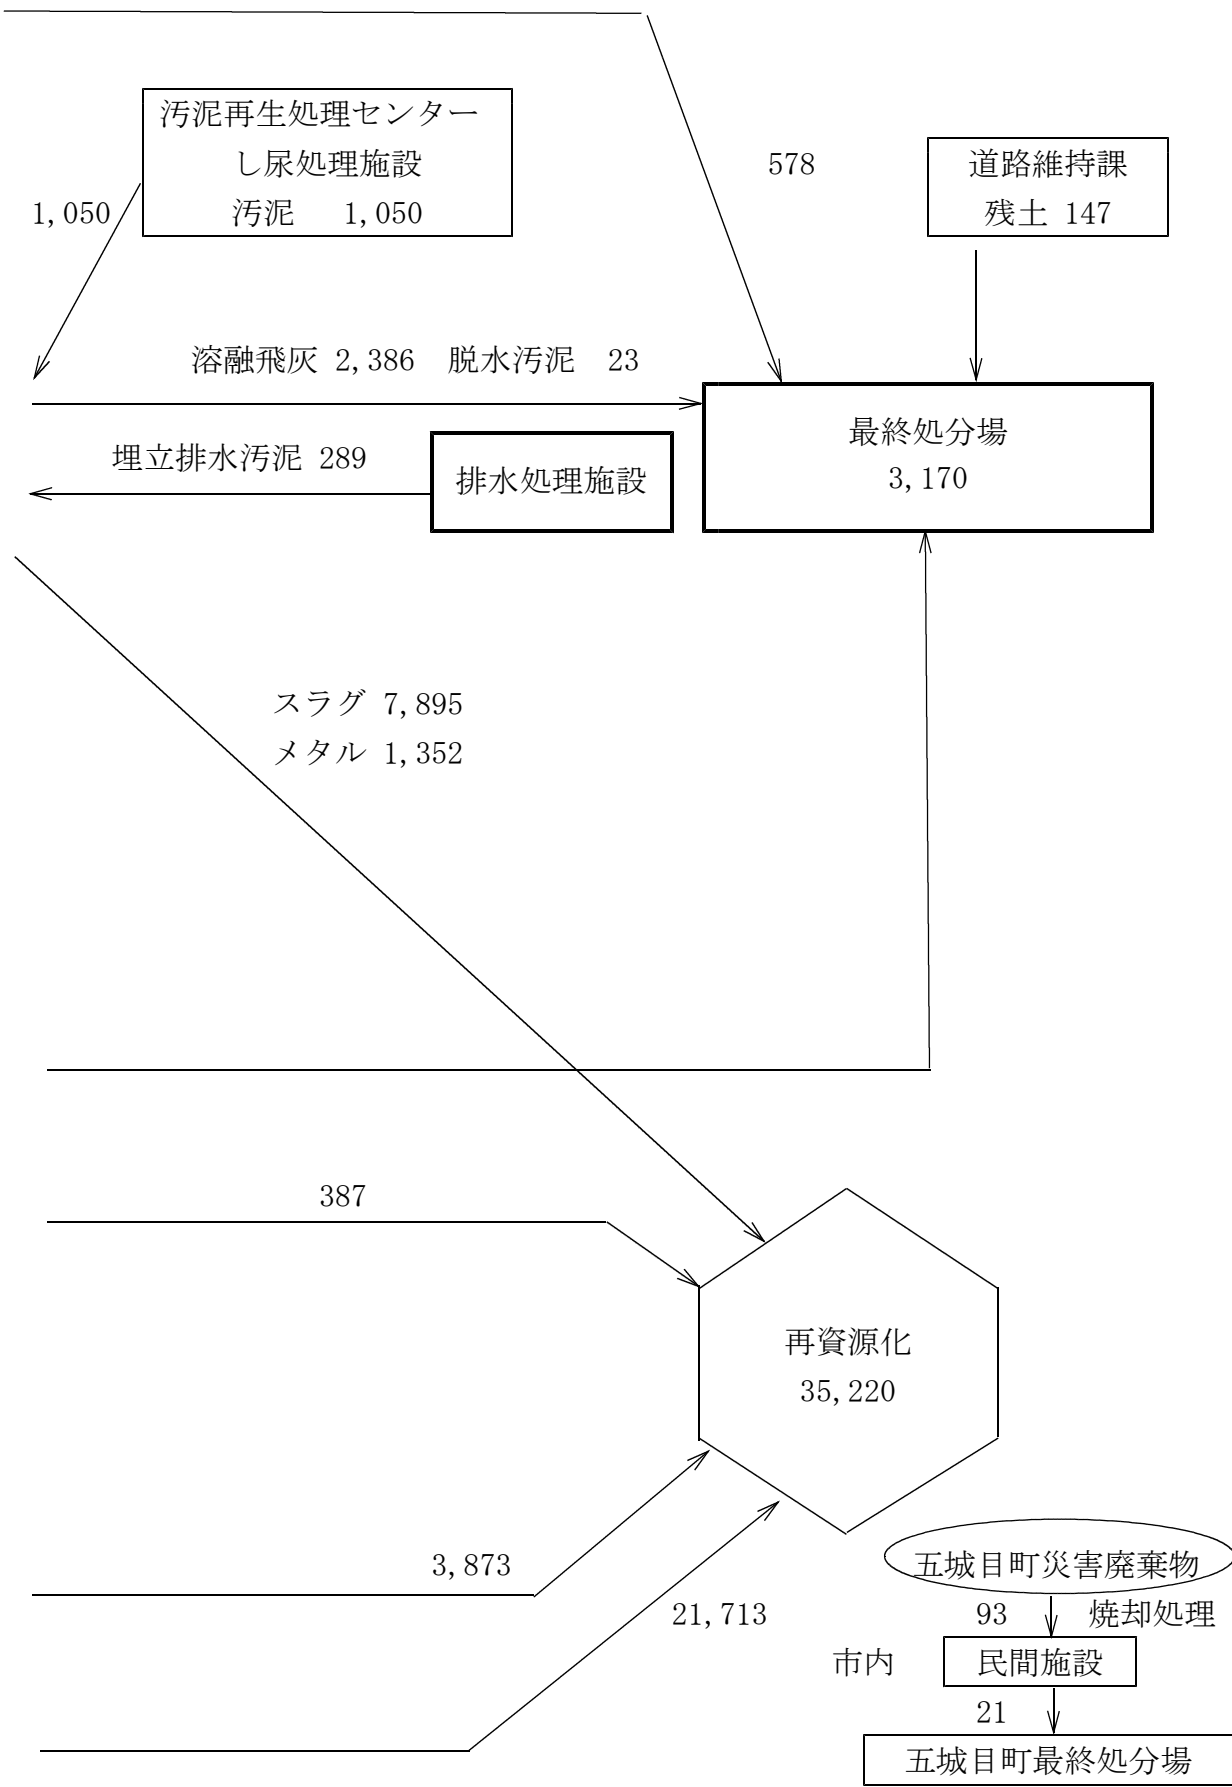 汚泥再生処理センター
し尿処理施設
汚泥 1,050
1,050
578
道路維持課
残土 147
溶融飛灰 2,386 脱水汚泥 23
最終処分場
3,170
埋立排水汚泥 289
排水処理施設
スラグ 7,895
メタル 1,352
387
再資源化
35,220
3,873
21,713
五城目町災害廃棄物
93 焼却処理
市内 民間施設
21
五城目町最終処分場